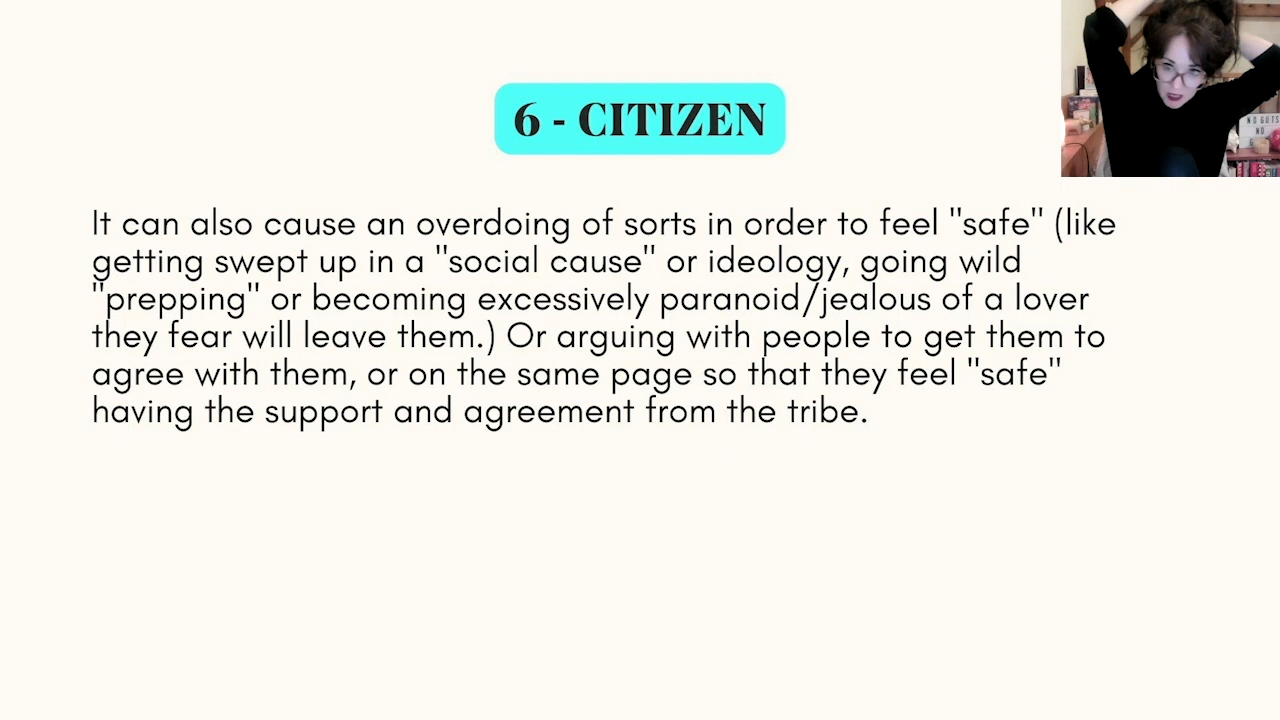 6 - CITIZEN
It can also cause an overdoing of sorts in order to feel "safe" (like
getting swept up in a "social cause" or ideology, going wild
"prepping" or becoming excessively paranoid/jealous of a lover
they fear will leave them.) Or arguing with people to get them to
agree with them, or on the same page so that they feel "safe"
having the support and agreement from the tribe.
NO GUTS
NO